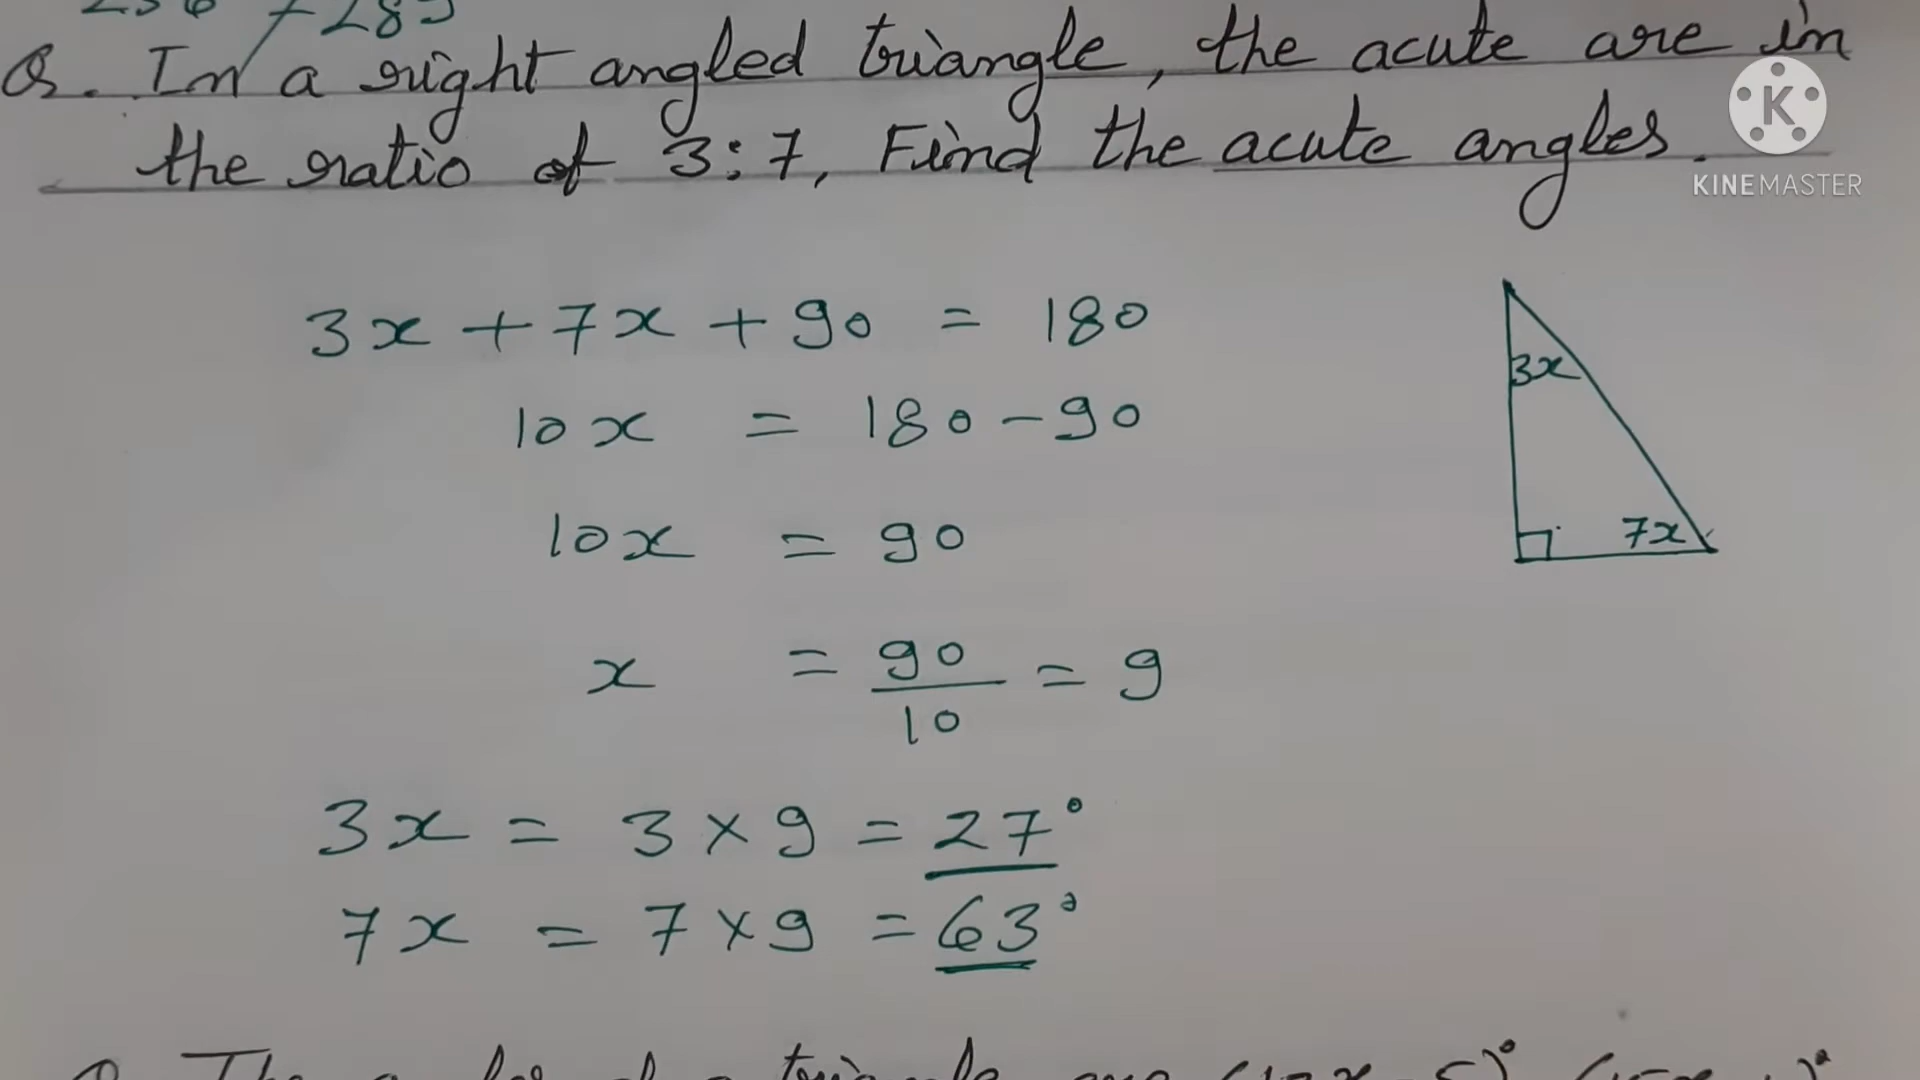 Q. In a right angled triangle, the acute are in
the ratio of 3:7, Find the acute angles.
KINEMASTER
3x + 7x + 90 = 180
10x = 180 - 90
10x = 90
x = 90/10 = 9
3x = 3 × 9 = 27°
7x = 7 × 9 = 63°
3x
7x